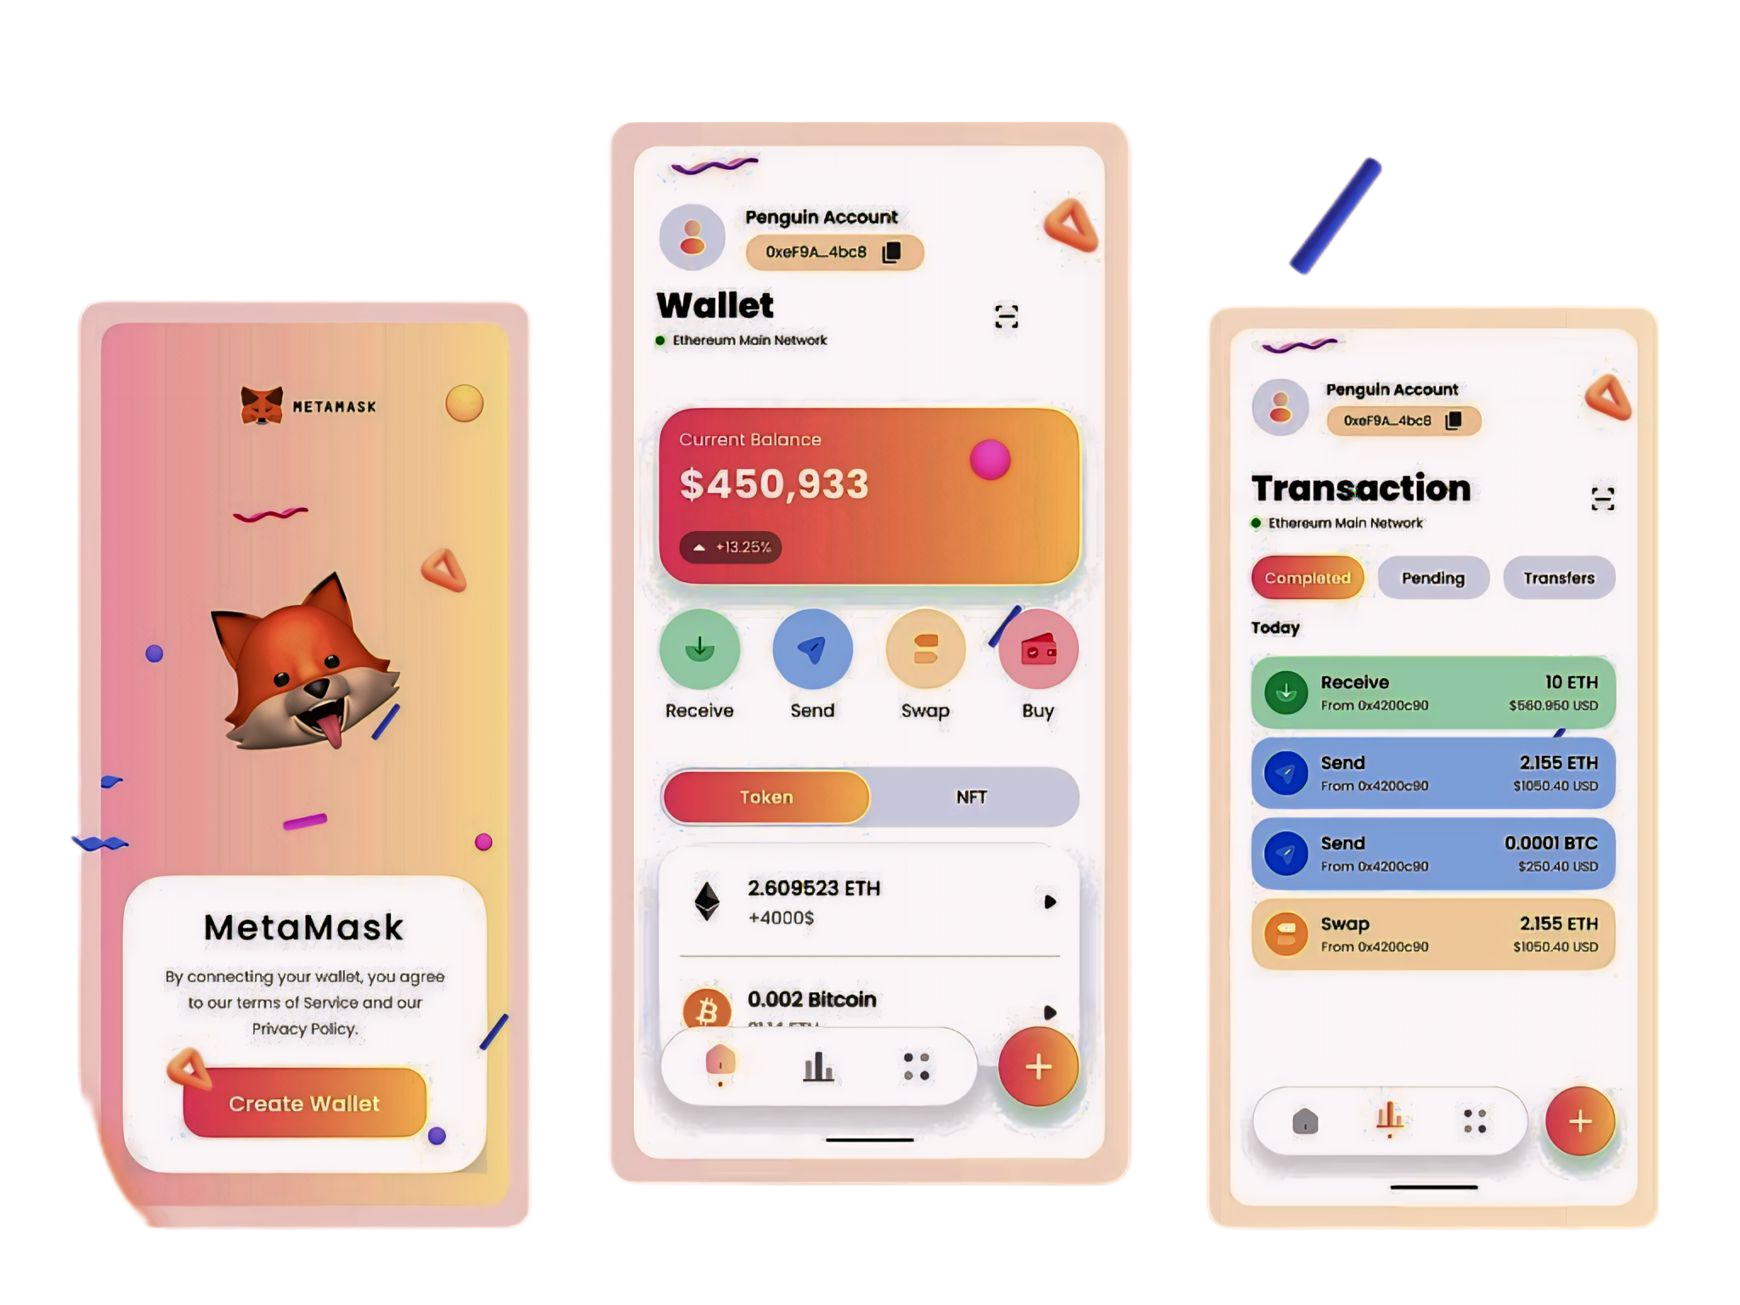 METAMASK
MetaMask
By connecting your wallet, you agree
to our terms of Service and our
Privacy Policy.
Create Wallet
Penguin Account
0xeF9A_4bc8
Wallet
Ethereum Main Network
Current Balance
$450,933
+13.25%
Receive Send Swap Buy
Token NFT
2.609523 ETH
+4000$
0.002 Bitcoin
Penguin Account
0xeF9A_4bc8
Transaction
Ethereum Main Network
Completed Pending Transfers
Today
Receive 10 ETH
From 0x4200c90 $560.950 USD
Send 2.155 ETH
From 0x4200c90 $1050.40 USD
Send 0.0001 BTC
From 0x4200c90 $250.40 USD
Swap 2.155 ETH
From 0x4200c90 $1050.40 USD